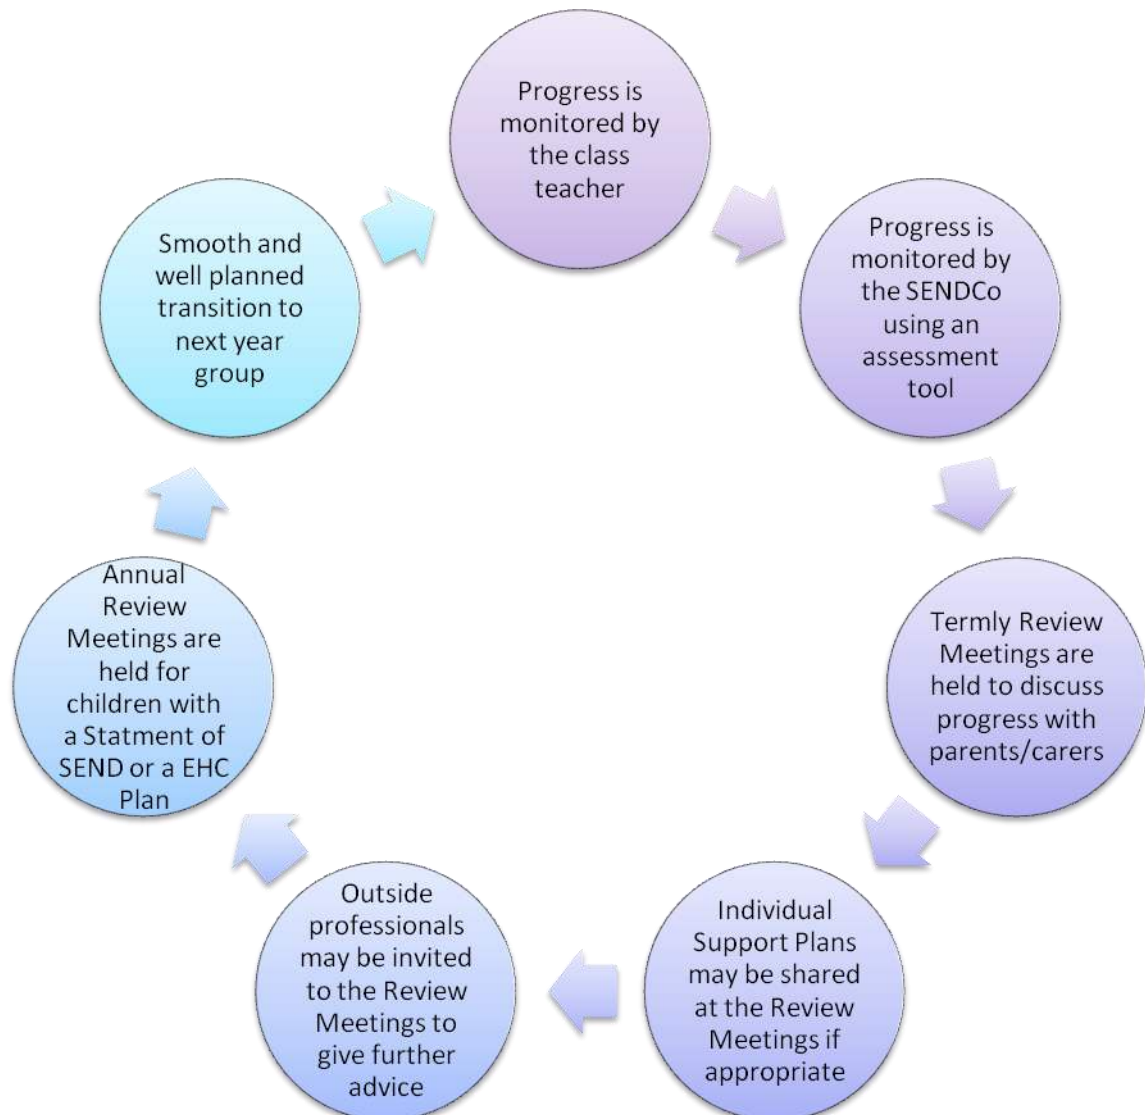 Progress is
monitored by
the class
teacher
Progress is
monitored by
the SENDCo
using an
assessment
tool
Termly Review
Meetings are
held to discuss
progress with
parents/carers
Individual
Support Plans
may be shared
at the Review
Meetings if
appropriate
Outside
professionals
may be invited
to the Review
Meetings to
give further
advice
Annual
Review
Meetings are
held for
children with
a Statment of
SEND or a EHC
Plan
Smooth and
well planned
transition to
next year
group